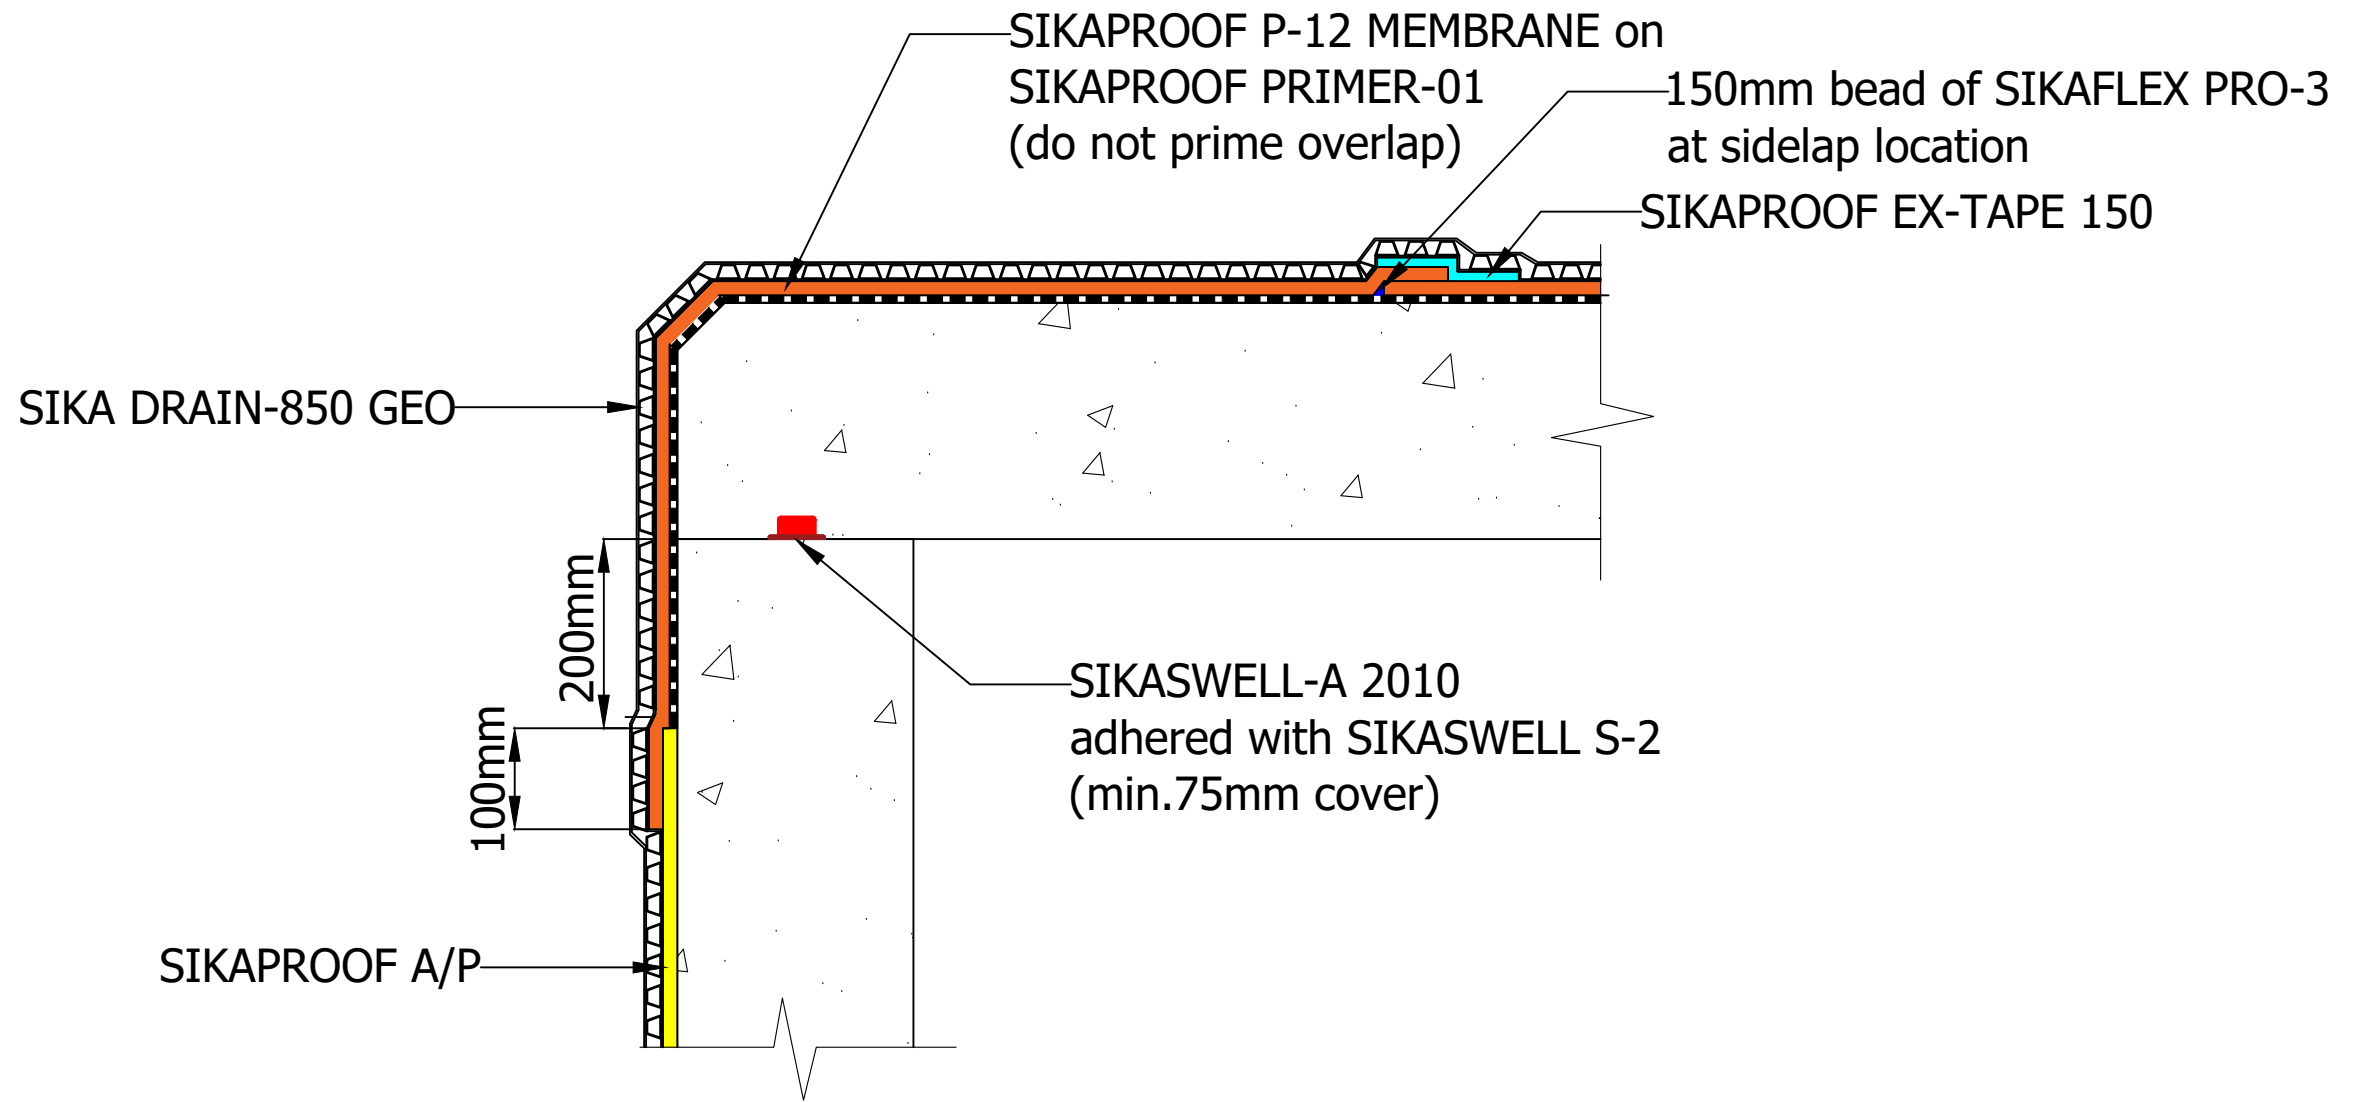 SIKAPROOF P-12 MEMBRANE on
SIKAPROOF PRIMER-01
(do not prime overlap)
150mm bead of SIKAFLEX PRO-3
at sidelap location
SIKAPROOF EX-TAPE 150
SIKA DRAIN-850 GEO
200mm
100mm
SIKASWELL-A 2010
adhered with SIKASWELL S-2
(min.75mm cover)
SIKAPROOF A/P